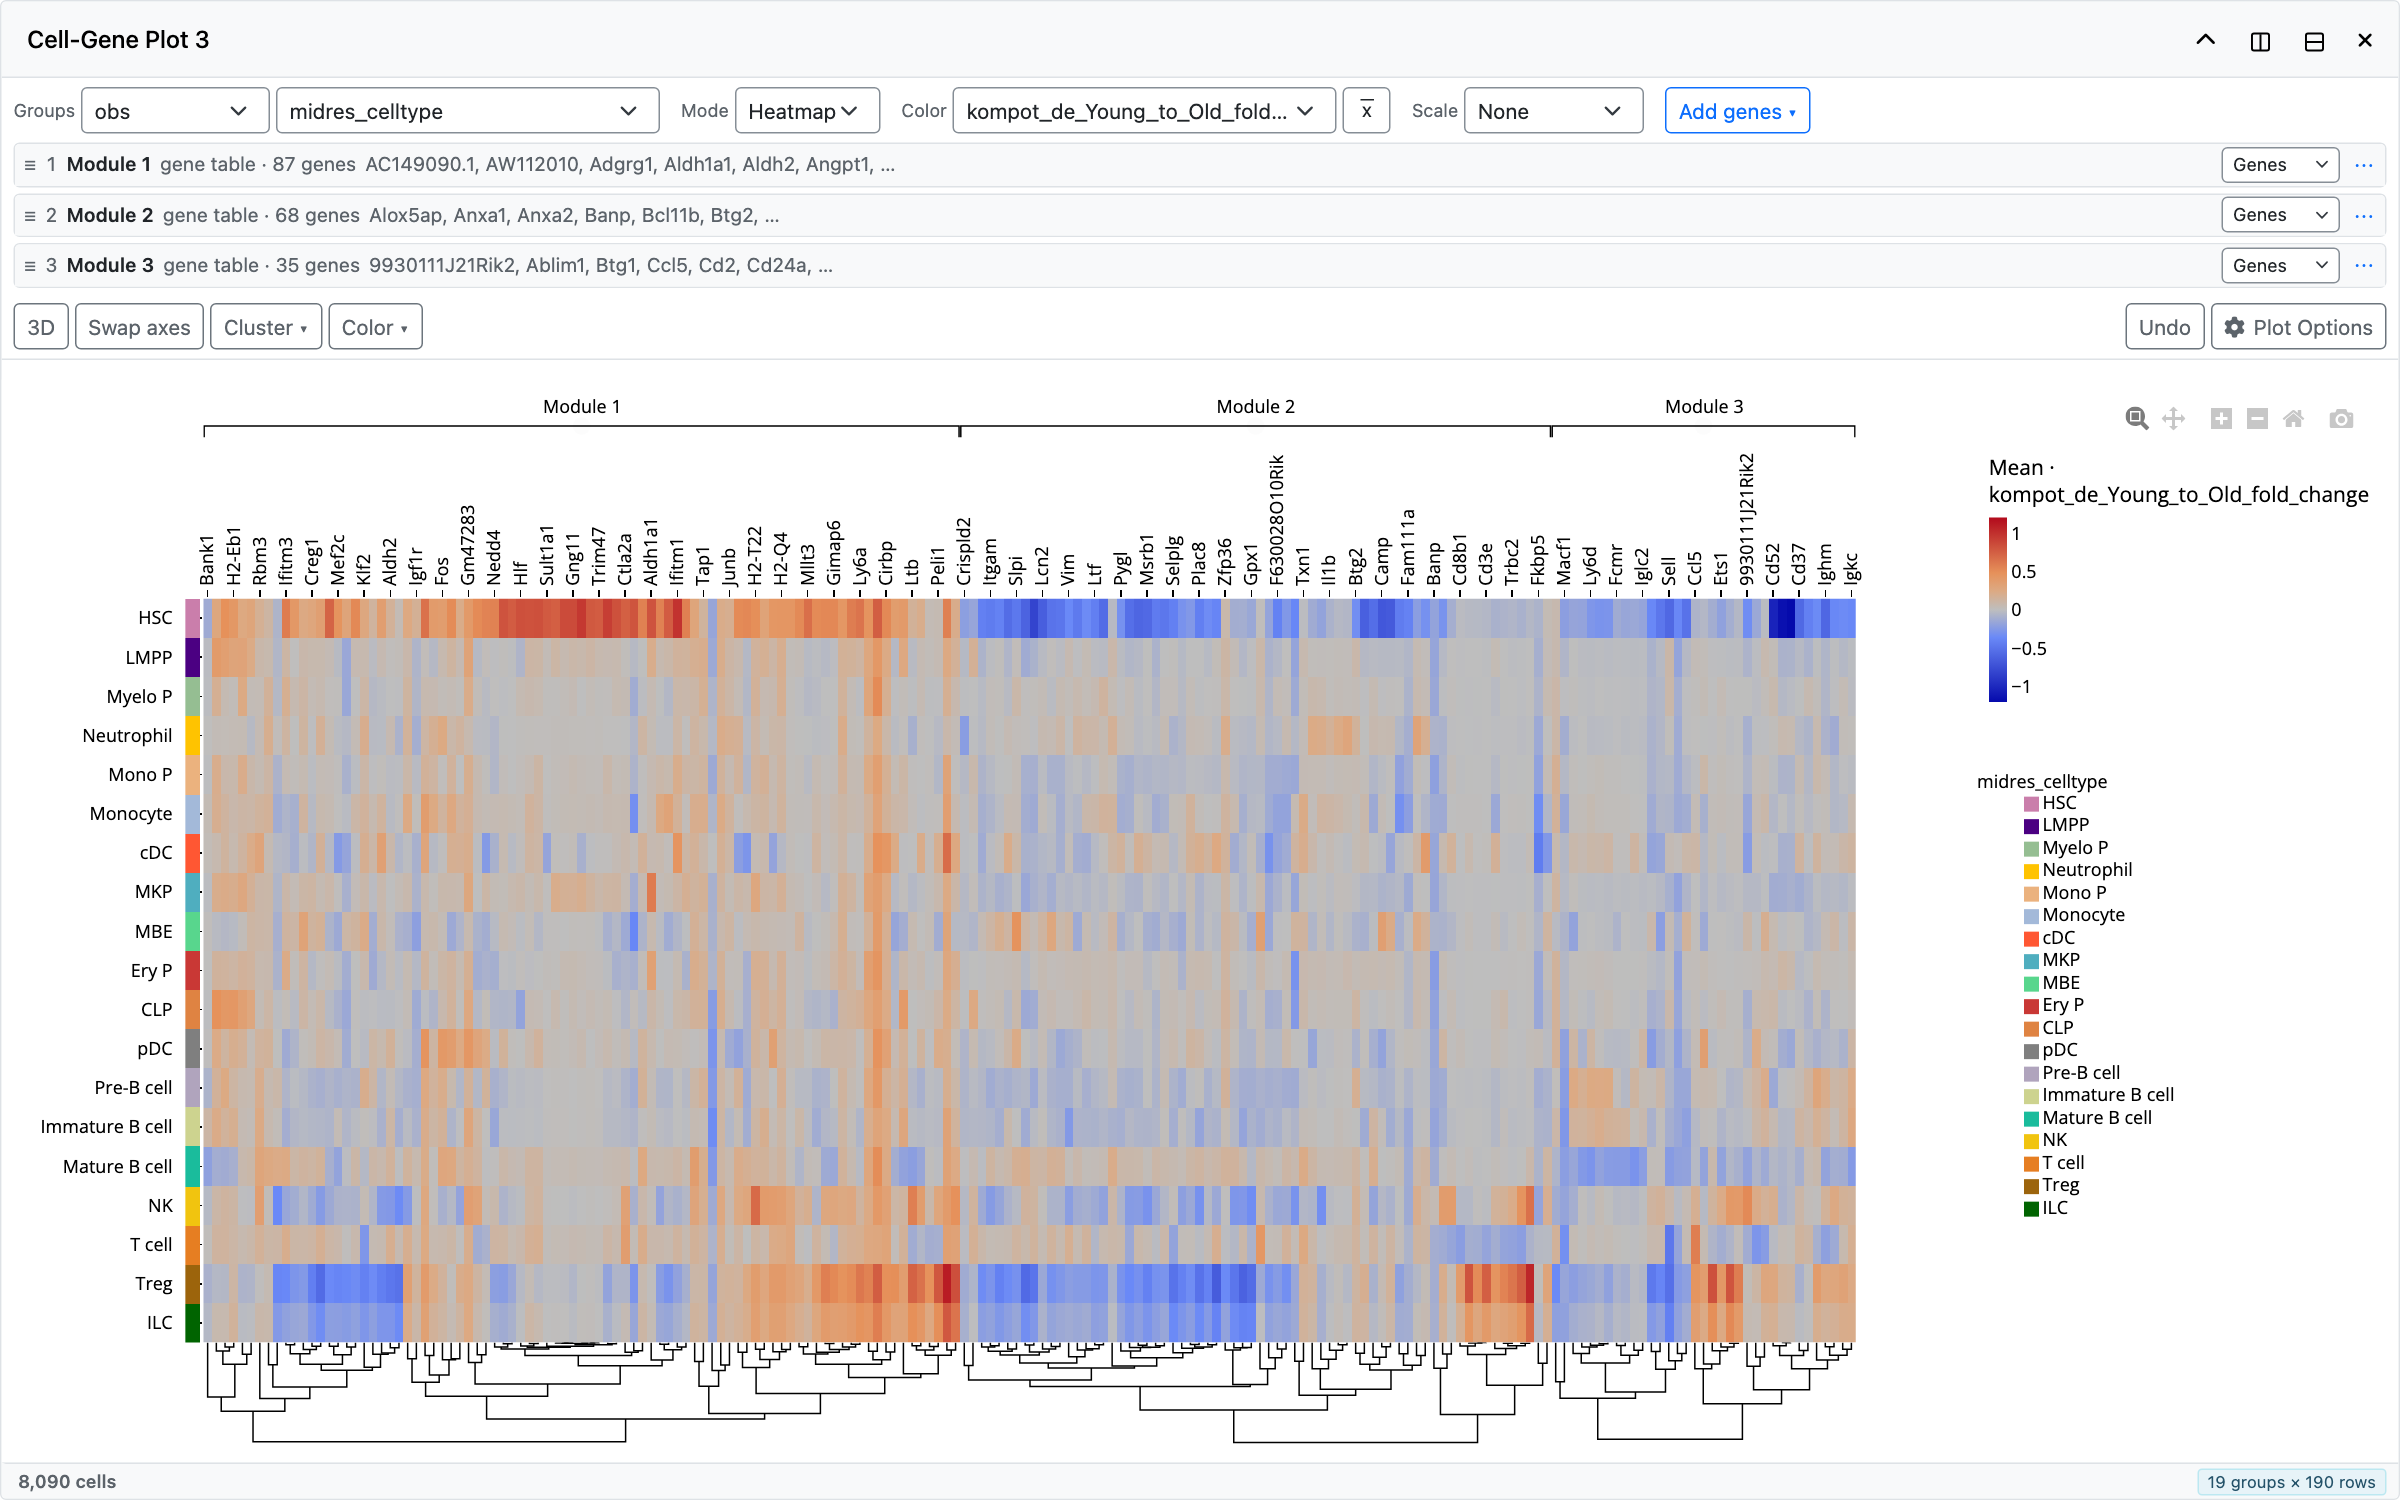 Cell-Gene Plot 3
Groups obs midres_celltype Mode Heatmap Color kompot_de_Young_to_Old_fold... x Scale None Add genes ▾
≡ 1 Module 1 gene table · 87 genes AC149090.1, AW112010, Adgrg1, Aldh1a1, Aldh2, Angpt1, ... Genes ...
≡ 2 Module 2 gene table · 68 genes Alox5ap, Anxa1, Anxa2, Banp, Bcl11b, Btg2, ... Genes ...
≡ 3 Module 3 gene table · 35 genes 9930111J21Rik2, Ablim1, Btg1, Ccl5, Cd2, Cd24a, ... Genes ...
3D Swap axes Cluster ▾ Color ▾ Undo Plot Options
Module 1 Module 2 Module 3
Bank1 H2-Eb1 Rbm3 Ifitm3 Creg1 Mef2c Klf2 Aldh2 Igf1r Fos Gm47283 Nedd4 Hlf Sult1a1 Gng11 Trim47 Ctla2a Aldh1a1 Ifitm1 Tap1 Junb H2-T22 H2-Q4 Mllt3 Gimap6 Ly6a Cirbp Ltb Peli1 Crispld2 Itgam Slpi Lcn2 Vim Ltf Pygl Msrb1 Selplg Plac8 Zfp36 Gpx1 F630028O10Rik Txn1 Il1b Btg2 Camp Fam111a Banp Cd8b1 Cd3e Trbc2 Fkbp5 Macf1 Ly6d Fcmr Iglc2 Sell Ccl5 Ets1 9930111J21Rik2 Cd52 Cd37 Ighm Igkc
HSC
LMPP
Myelo P
Neutrophil
Mono P
Monocyte
cDC
MKP
MBE
Ery P
CLP
pDC
Pre-B cell
Immature B cell
Mature B cell
NK
T cell
Treg
ILC
Mean ·
kompot_de_Young_to_Old_fold_change
1
0.5
0
−0.5
−1
midres_celltype
HSC
LMPP
Myelo P
Neutrophil
Mono P
Monocyte
cDC
MKP
MBE
Ery P
CLP
pDC
Pre-B cell
Immature B cell
Mature B cell
NK
T cell
Treg
ILC
8,090 cells
19 groups × 190 rows